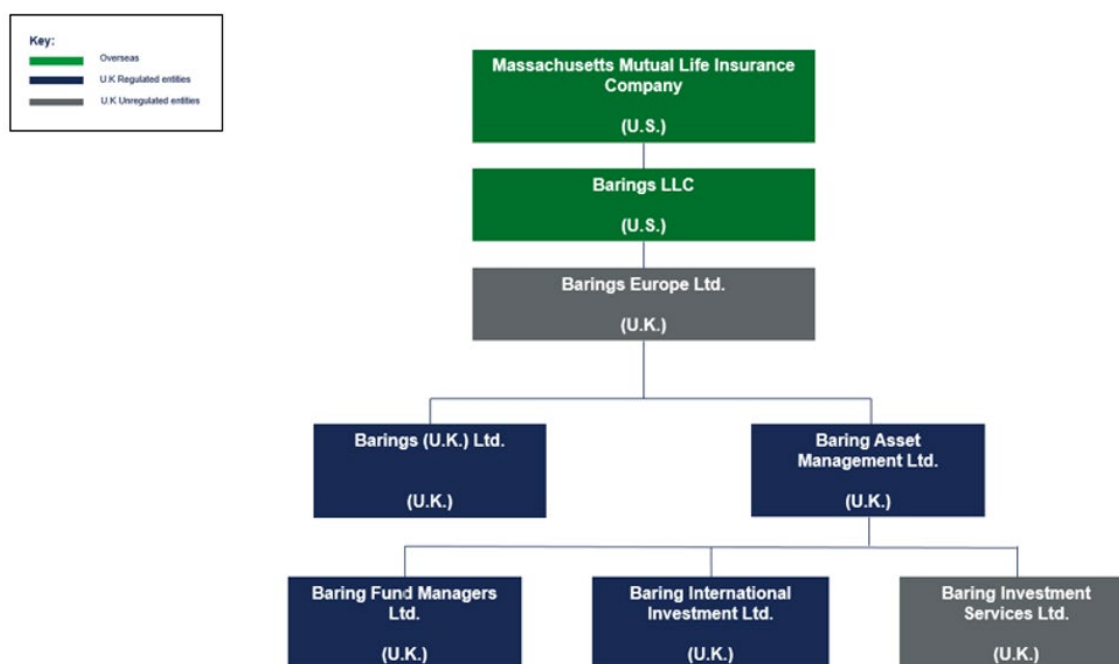 Key:
Overseas
U.K Regulated entities
U.K Unregulated entities
Massachusetts Mutual Life Insurance
Company
(U.S.)
Barings LLC
(U.S.)
Barings Europe Ltd.
(U.K.)
Barings (U.K.) Ltd.
(U.K.)
Baring Asset
Management Ltd.
(U.K.)
Baring Fund Managers
Ltd.
(U.K.)
Baring International
Investment Ltd.
(U.K.)
Baring Investment
Services Ltd.
(U.K.)